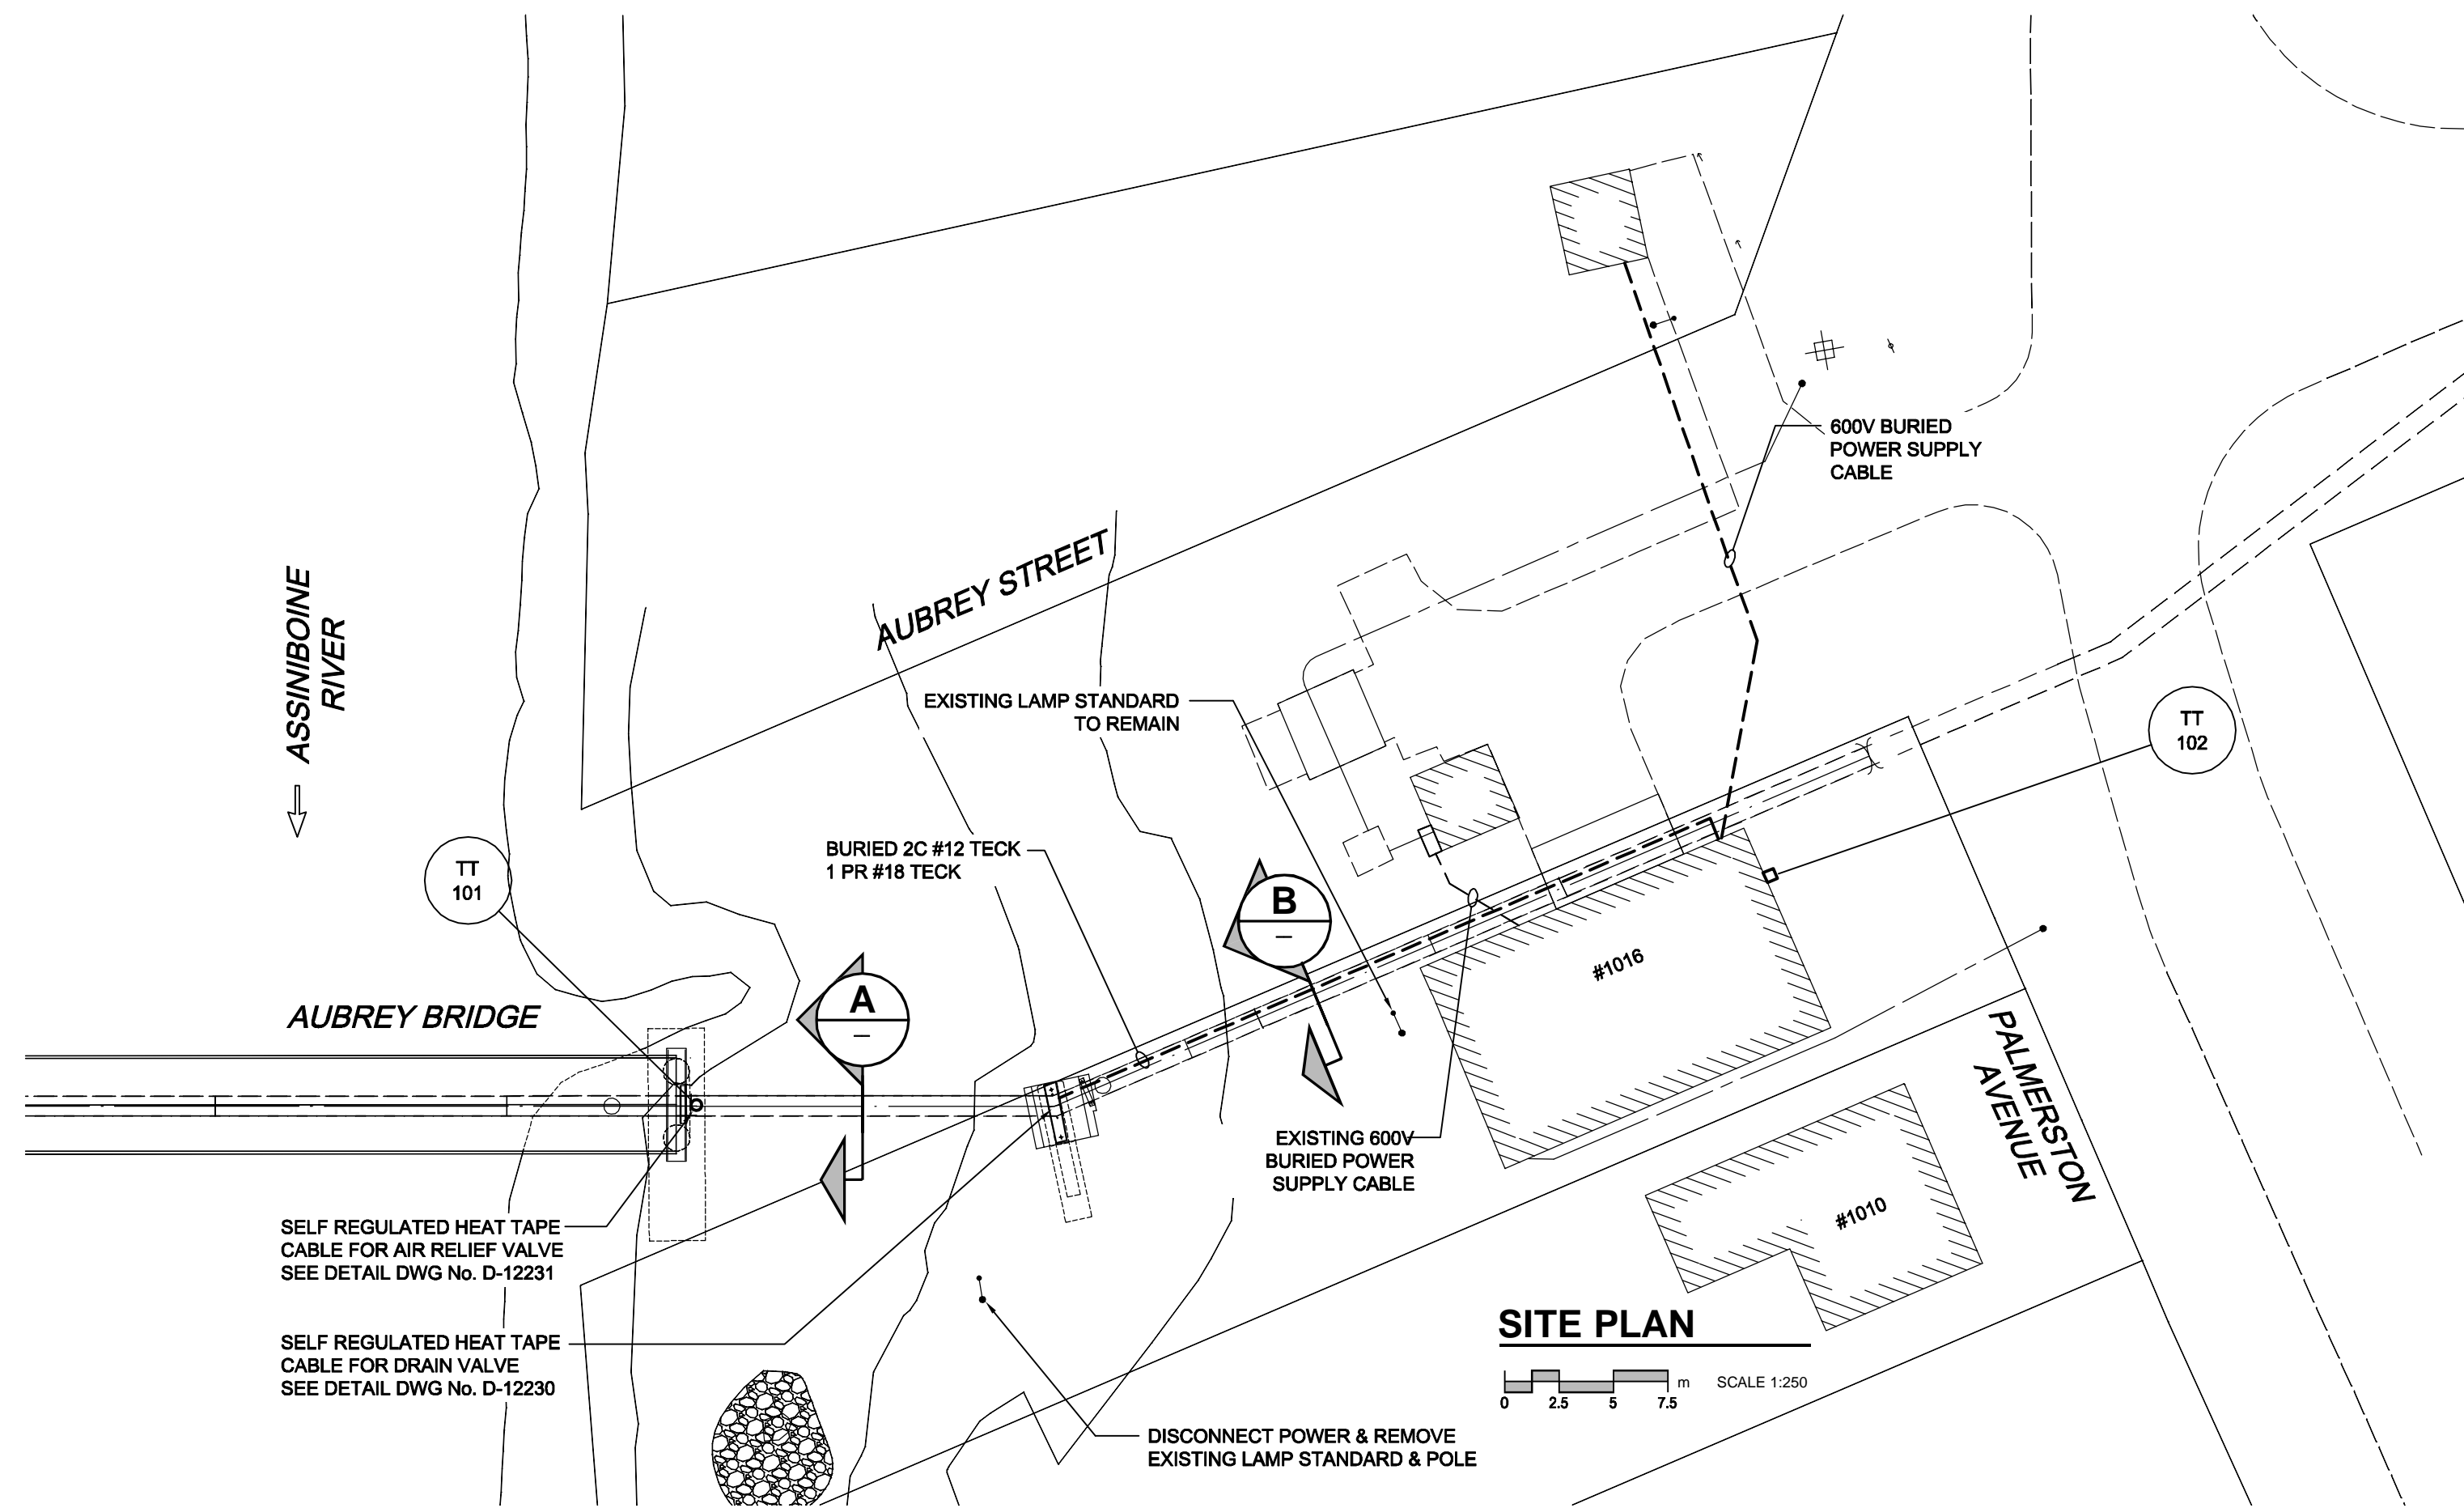 600V BURIED
POWER SUPPLY
CABLE
AUBREY STREET
ASSINIBOINE
RIVER
EXISTING LAMP STANDARD
TO REMAIN
TT
102
BURIED 2C #12 TECK
1 PR #18 TECK
TT
101
B
–
#1016
A
–
AUBREY BRIDGE
PALMERSTON
AVENUE
EXISTING 600V
BURIED POWER
SUPPLY CABLE
#1010
SELF REGULATED HEAT TAPE
CABLE FOR AIR RELIEF VALVE
SEE DETAIL DWG No. D-12231
SELF REGULATED HEAT TAPE
CABLE FOR DRAIN VALVE
SEE DETAIL DWG No. D-12230
SITE PLAN
m SCALE 1:250
0 2.5 5 7.5
DISCONNECT POWER & REMOVE
EXISTING LAMP STANDARD & POLE